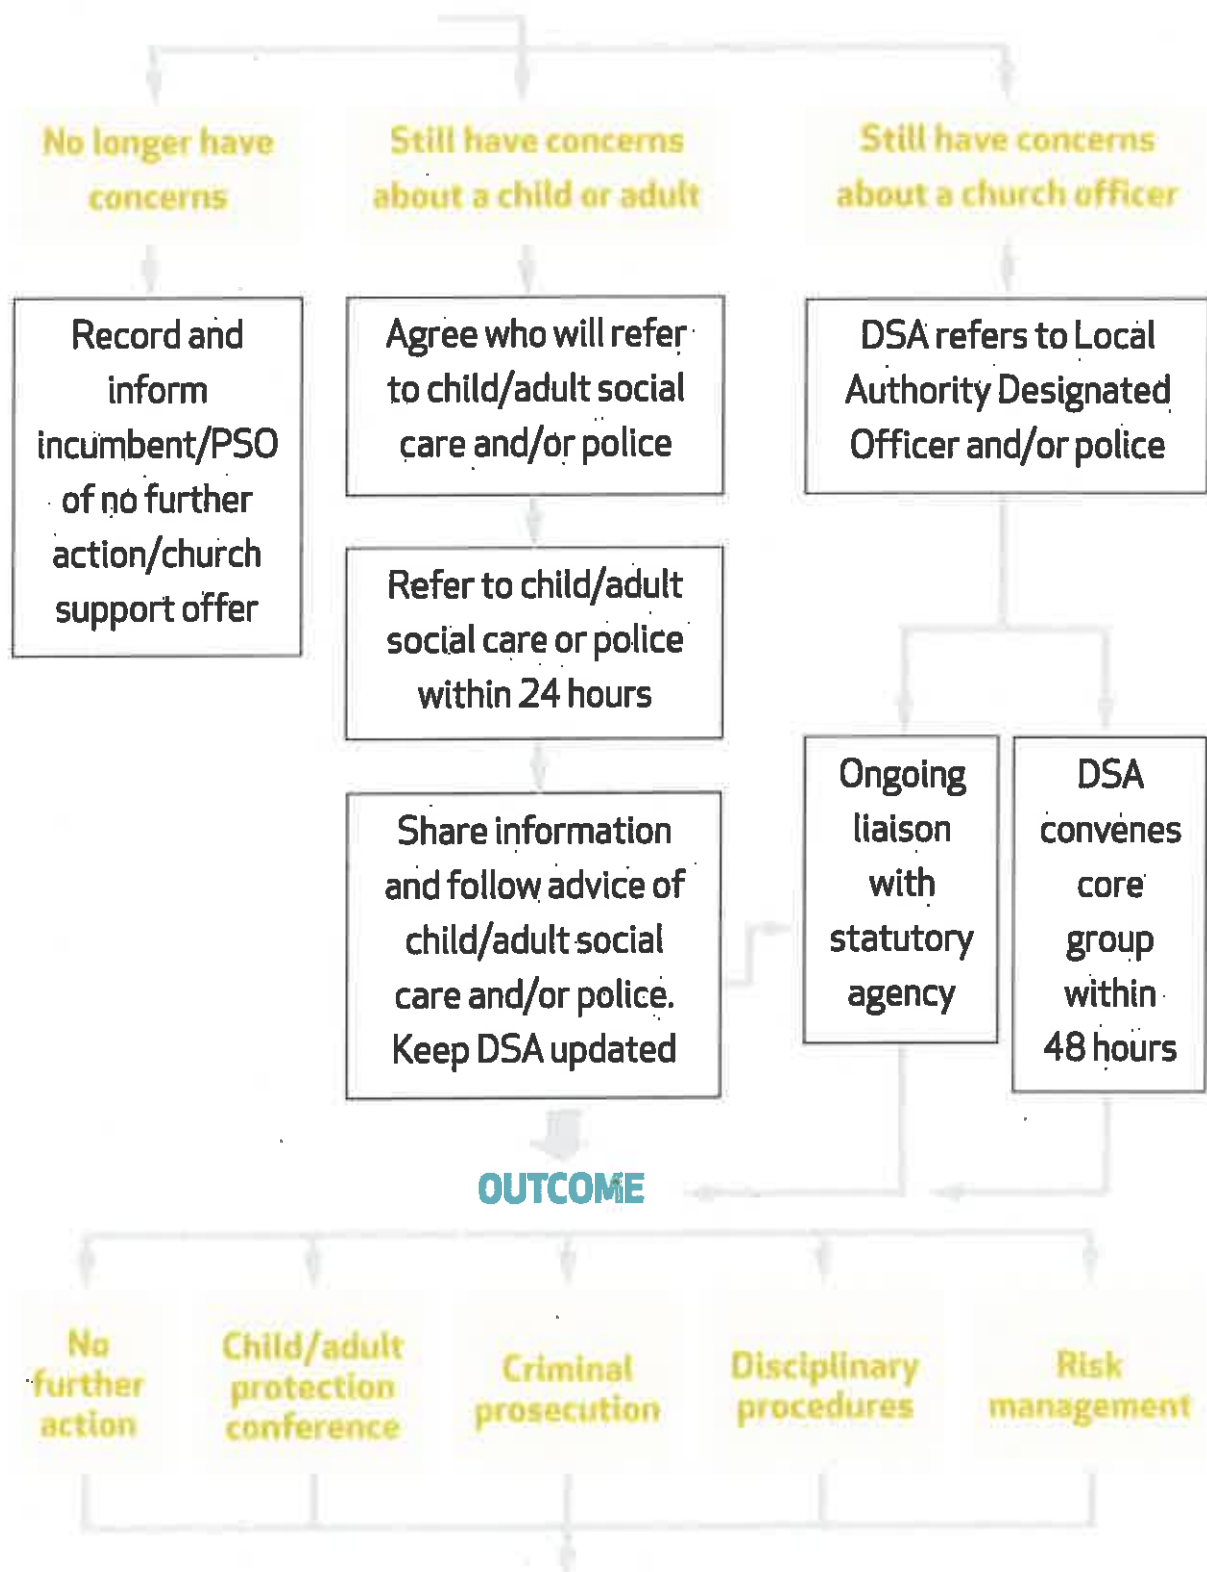 No longer have
concerns
Still have concerns
about a child or adult
Still have concerns
about a church officer
Record and
inform
incumbent/PSO
of no further
action/church
support offer
Agree who will refer
to child/adult social
care and/or police
DSA refers to Local
Authority Designated
Officer and/or police
Refer to child/adult
social care or police
within 24 hours
Share information
and follow advice of
child/adult social
care and/or police.
Keep DSA updated
Ongoing
liaison
with
statutory
agency
DSA
convenes
core
group
within
48 hours
OUTCOME
No
further
action
Child/adult
protection
conference
Criminal
prosecution
Disciplinary
procedures
Risk
management